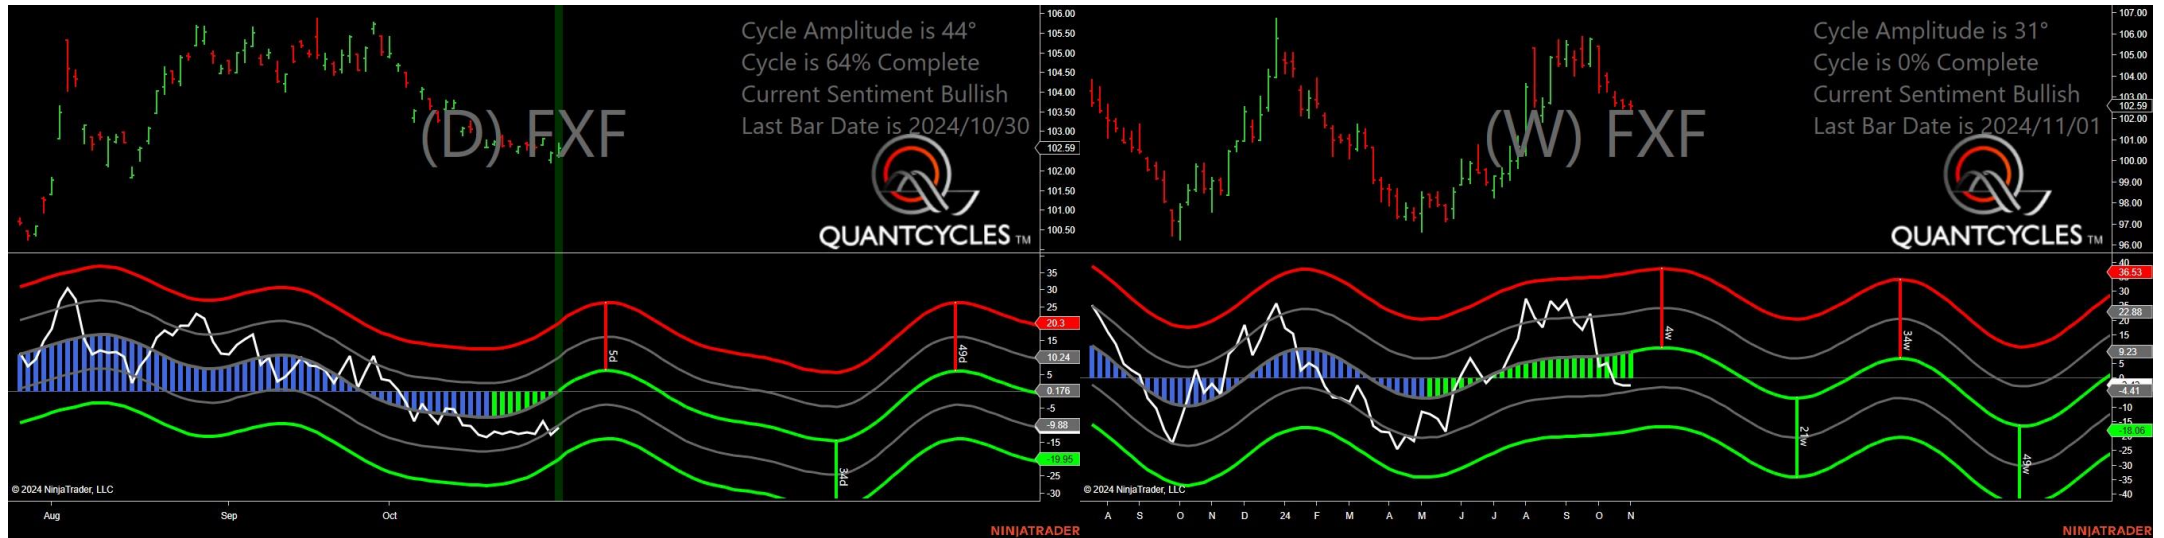 Cycle Amplitude is 44°
Cycle is 64% Complete
Current Sentiment Bullish
Last Bar Date is 2024/10/30
(D) FXF
QUANTCYCLES TM
106.00
105.50
105.00
104.50
104.00
103.50
103.00
102.59
102.00
101.50
101.00
100.50
35
30
25
20.3
15
10.24
5
0.176
-5
-9.88
-15
-19.95
-25
-30
5d
34d
49d
© 2024 NinjaTrader, LLC
Aug
Sep
Oct
NINJATRADER
Cycle Amplitude is 31°
Cycle is 0% Complete
Current Sentiment Bullish
Last Bar Date is 2024/11/01
(W) FXF
QUANTCYCLES TM
107.00
106.00
105.00
104.00
103.00
102.59
102.00
101.00
100.00
99.00
98.00
97.00
96.00
40
36.53
30
25
22.88
20
15
9.23
5
-4.41
-10
-15
-18.06
-25
-30
-35
-40
4w
21w
34w
49w
© 2024 NinjaTrader, LLC
A S O N D 24 F M A M J J A S O N
NINJATRADER